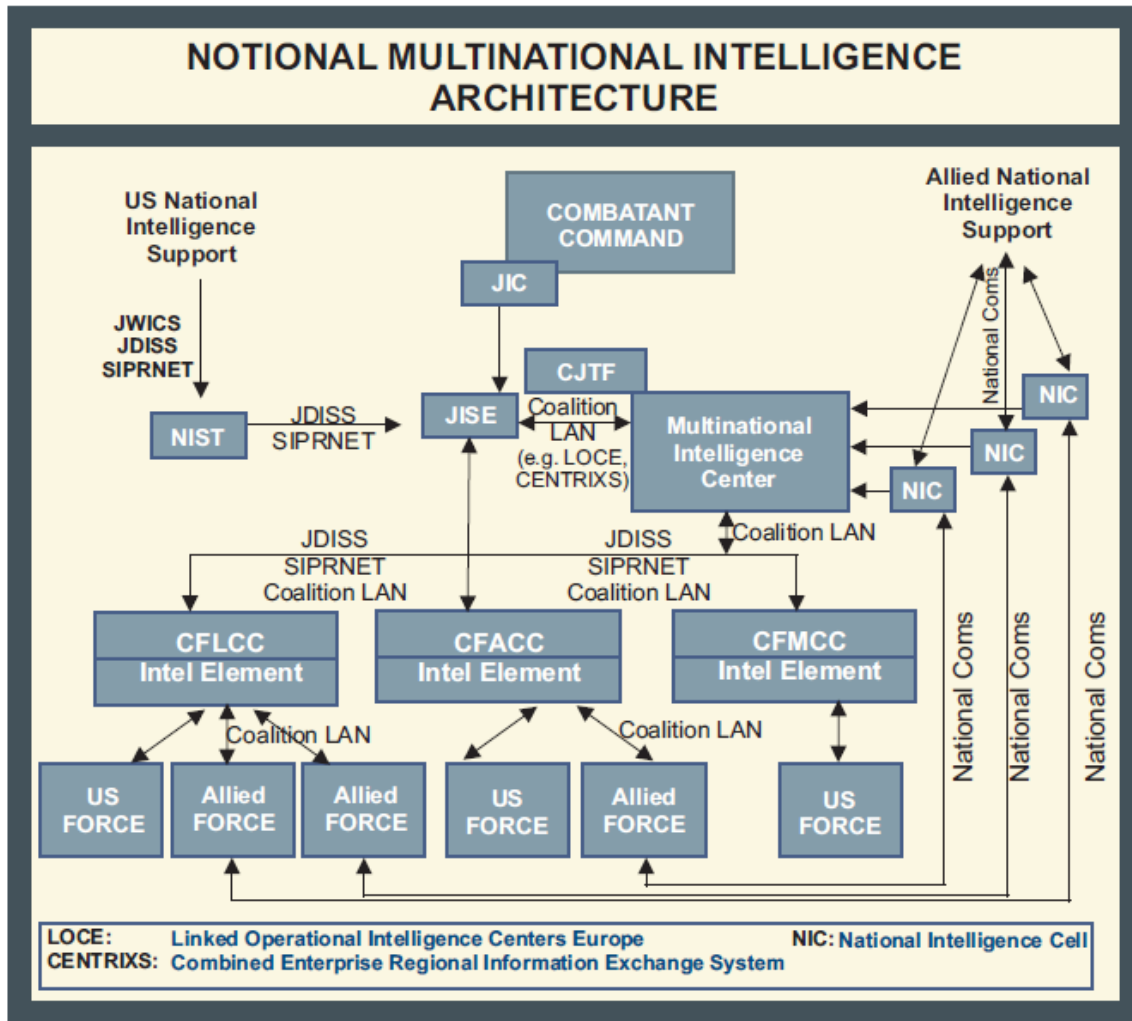 NOTIONAL MULTINATIONAL INTELLIGENCE
ARCHITECTURE
US National
Intelligence
Support
COMBATANT
COMMAND
JIC
Allied National
Intelligence
Support
JWICS
JDISS
SIPRNET
National Coms
CJTF
NIST
JDISS
SIPRNET
JISE
Coalition
LAN
(e.g. LOCE,
CENTRIXS)
Multinational
Intelligence
Center
NIC
NIC
NIC
Coalition LAN
JDISS
SIPRNET
Coalition LAN
JDISS
SIPRNET
Coalition LAN
CFLCC
Intel Element
CFACC
Intel Element
CFMCC
Intel Element
National Coms
National Coms
National Coms
Coalition LAN
Coalition LAN
US
FORCE
Allied
FORCE
Allied
FORCE
US
FORCE
Allied
FORCE
US
FORCE
LOCE: Linked Operational Intelligence Centers Europe NIC: National Intelligence Cell
CENTRIXS: Combined Enterprise Regional Information Exchange System